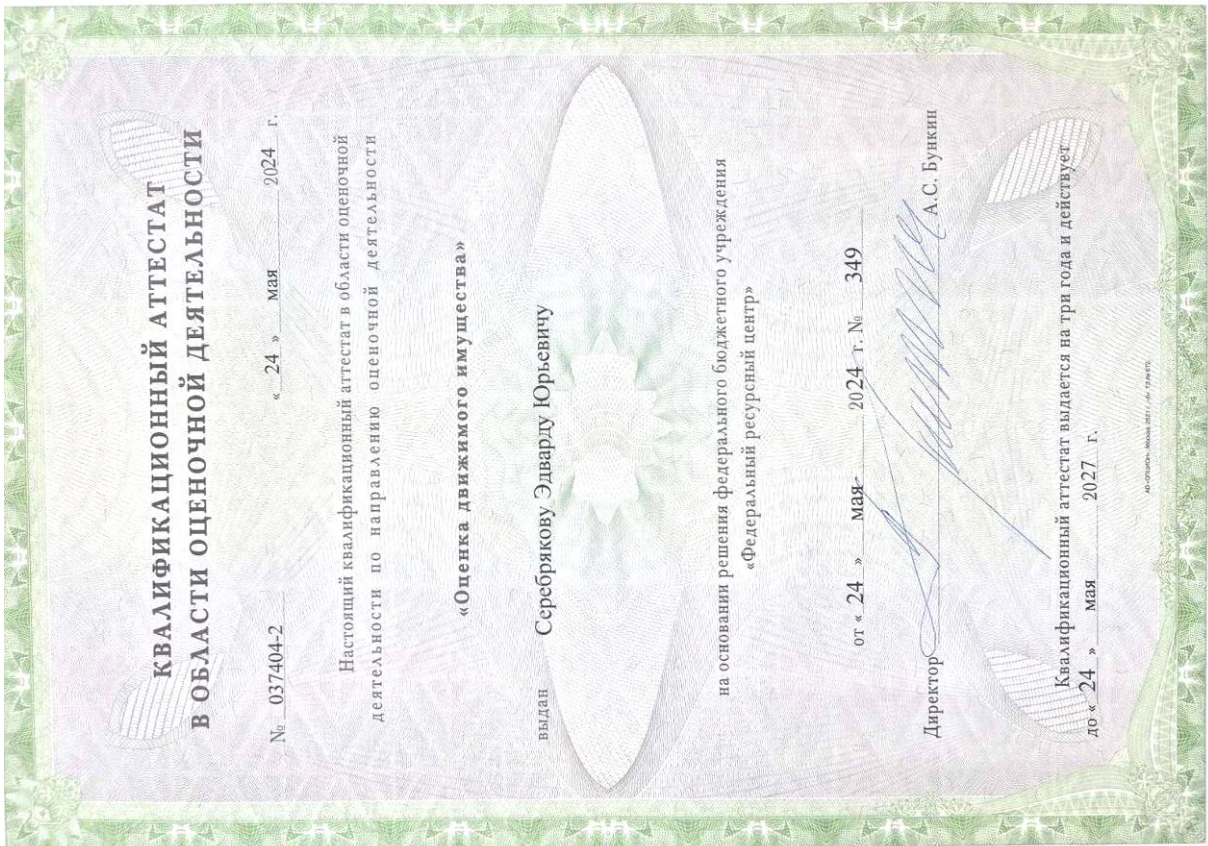 КВАЛИФИКАЦИОННЫЙ АТТЕСТАТ
В ОБЛАСТИ ОЦЕНОЧНОЙ ДЕЯТЕЛЬНОСТИ
№ 037404-2 « 24 » мая 2024 г.
Настоящий квалификационный аттестат в области оценочной
деятельности по направлению оценочной деятельности
«Оценка движимого имущества»
выдан Серебрякову Эдварду Юрьевичу
на основании решения федерального бюджетного учреждения
«Федеральный ресурсный центр»
от « 24 » мая 2024 г. № 349
Директор А.С. Бункин
Квалификационный аттестат выдается на три года и действует
до « 24 » мая 2027 г.